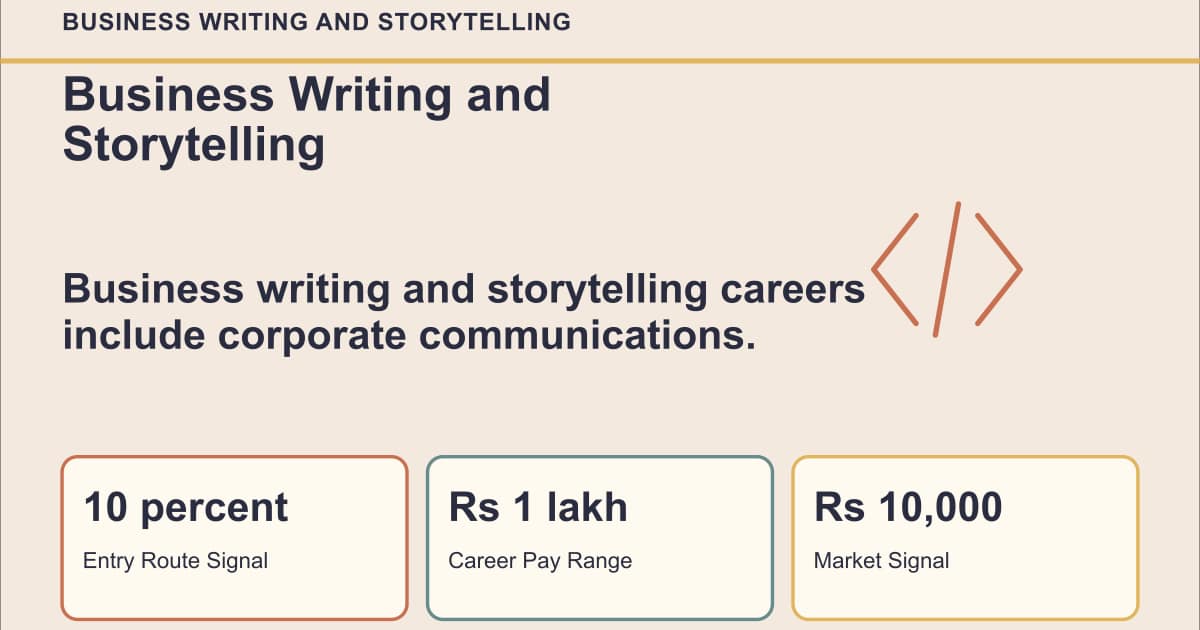 BUSINESS WRITING AND STORYTELLING
Business Writing and
Storytelling
Business writing and storytelling careers
include corporate communications.
10 percent
Entry Route Signal
Rs 1 lakh
Career Pay Range
Rs 10,000
Market Signal